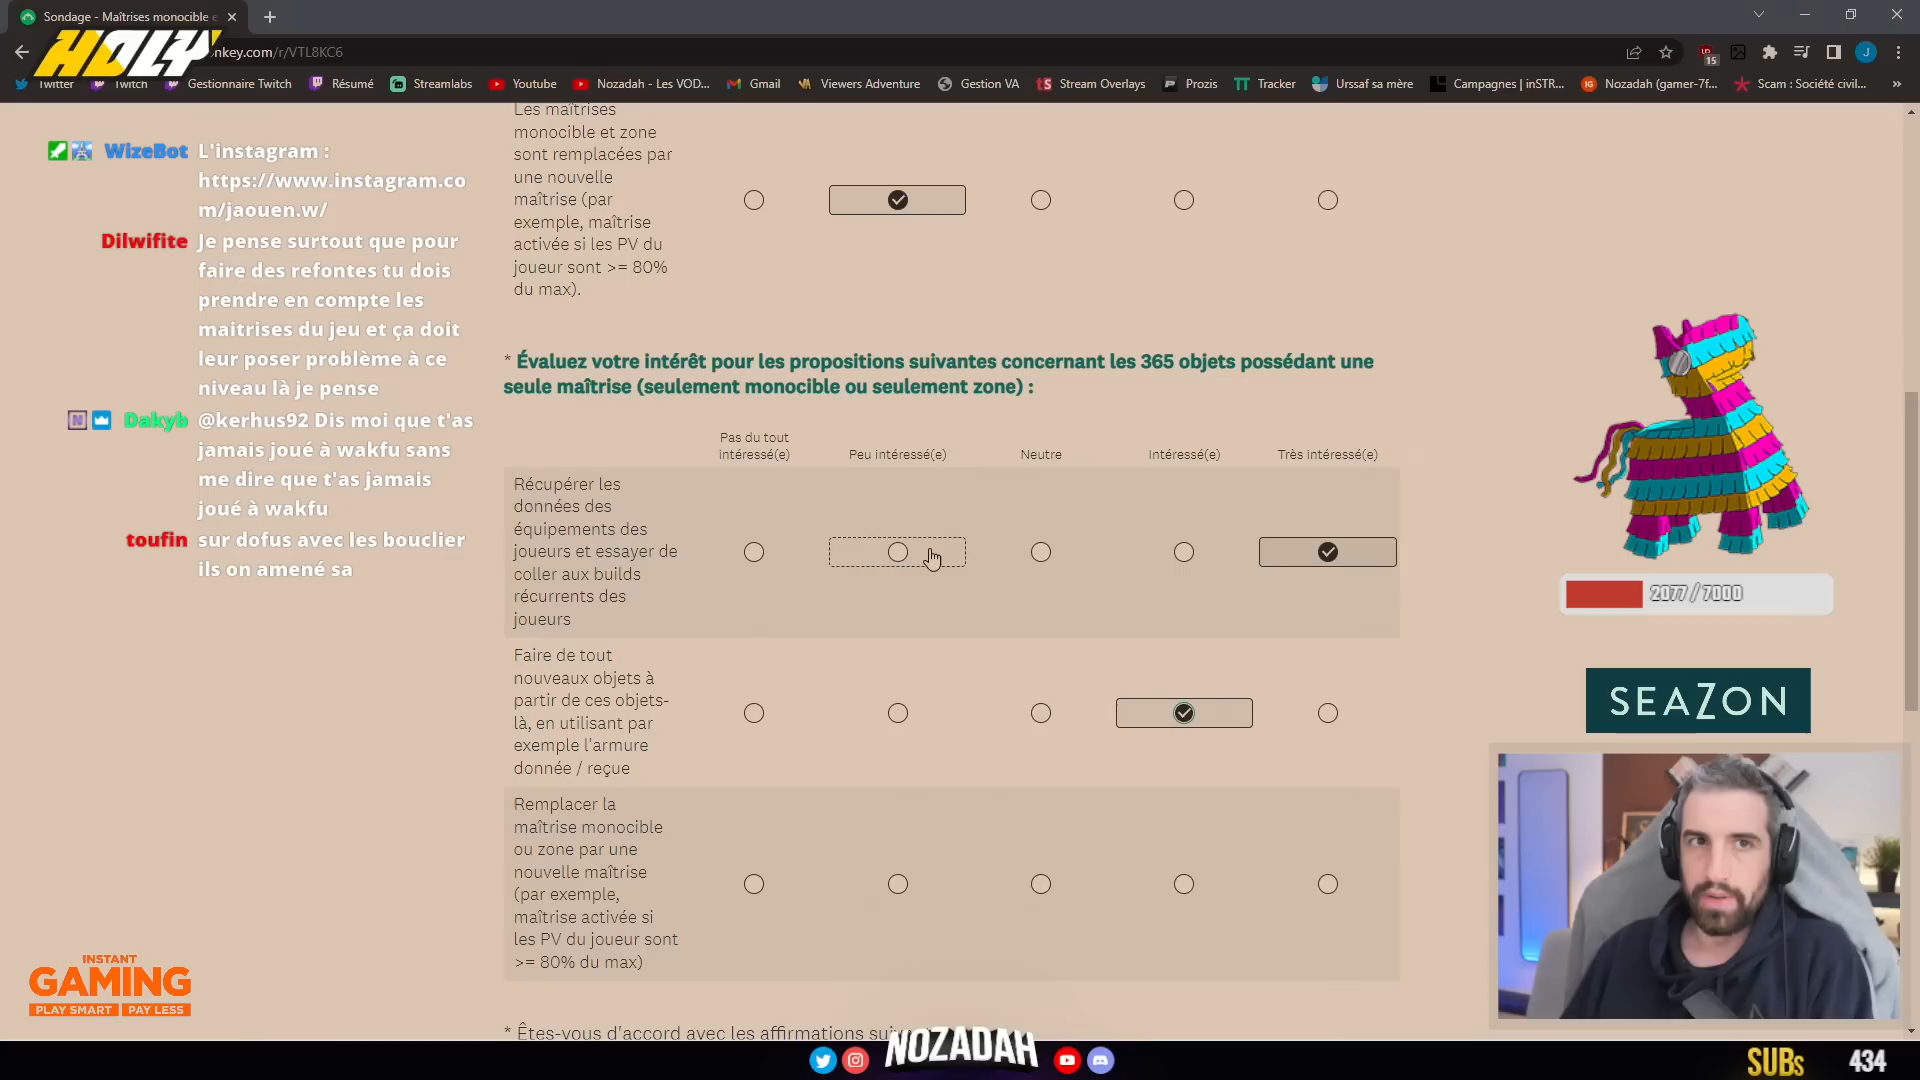 Sondage - Maîtrises monocible e
HOLY
nkey.com/r/VTL8KC6
15
J
Twitter
Twitch
Gestionnaire Twitch
Résumé
Streamlabs
Youtube
Nozadah - Les VOD...
Gmail
Viewers Adventure
Gestion VA
Stream Overlays
Prozis
Tracker
Urssaf sa mère
Campagnes | inSTR...
Nozadah (gamer-7f...
Scam : Société civil...
»
Les maîtrises
monocible et zone
sont remplacées par
une nouvelle
maîtrise (par
exemple, maîtrise
activée si les PV du
joueur sont >= 80%
du max).
WizeBot L'instagram :
https://www.instagram.co
m/jaouen.w/
Dilwifite Je pense surtout que pour
faire des refontes tu dois
prendre en compte les
maitrises du jeu et ça doit
leur poser problème à ce
niveau là je pense
Dakyb @kerhus92 Dis moi que t'as
jamais joué à wakfu sans
me dire que t'as jamais
joué à wakfu
toufin sur dofus avec les bouclier
ils on amené sa
* Évaluez votre intérêt pour les propositions suivantes concernant les 365 objets possédant une
seule maîtrise (seulement monocible ou seulement zone) :
Pas du tout
intéressé(e)
Peu intéressé(e)
Neutre
Intéressé(e)
Très intéressé(e)
Récupérer les
données des
équipements des
joueurs et essayer de
coller aux builds
récurrents des
joueurs
Faire de tout
nouveaux objets à
partir de ces objets-
là, en utilisant par
exemple l'armure
donnée / reçue
Remplacer la
maîtrise monocible
ou zone par une
nouvelle maîtrise
(par exemple,
maîtrise activée si
les PV du joueur sont
>= 80% du max)
* Êtes-vous d'accord avec les affirmations sui
2077 / 7000
SEAZON
INSTANT
GAMING
PLAY SMART PAY LESS
NOZADAH
SUBs 434